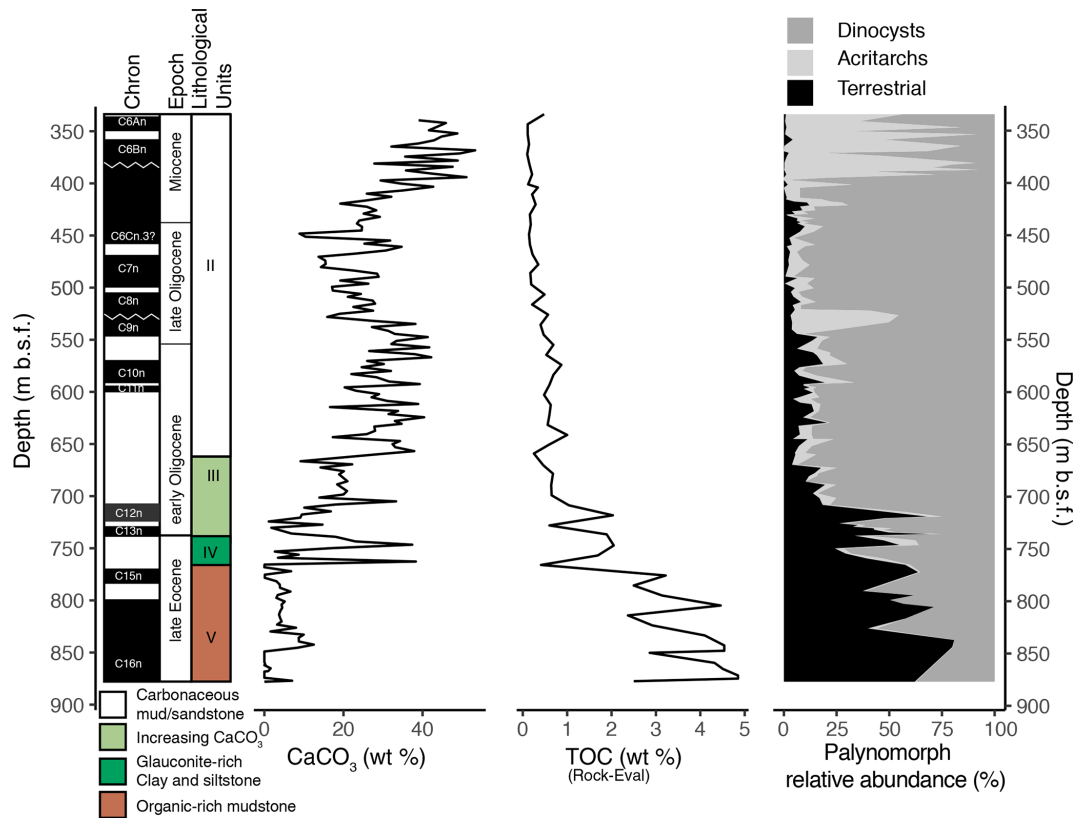 Dinocysts
Acritarchs
Terrestrial
Chron
Epoch
Lithological
Units
Depth (m b.s.f.)
350
400
450
500
550
600
650
700
750
800
850
900
C6An
C6Bn
C6Cn.3?
C7n
C8n
C9n
C10n
C11n
C12n
C13n
C15n
C16n
Miocene
late Oligocene
early Oligocene
late Eocene
II
III
IV
V
Carbonaceous
mud/sandstone
Increasing CaCO₃
Glauconite-rich
Clay and siltstone
Organic-rich mudstone
0 20 40
CaCO₃ (wt %)
0 1 2 3 4 5
TOC (wt %)
(Rock-Eval)
0 25 50 75 100
Palynomorph
relative abundance (%)
350
400
450
500
550
600
650
700
750
800
850
900
Depth (m b.s.f.)